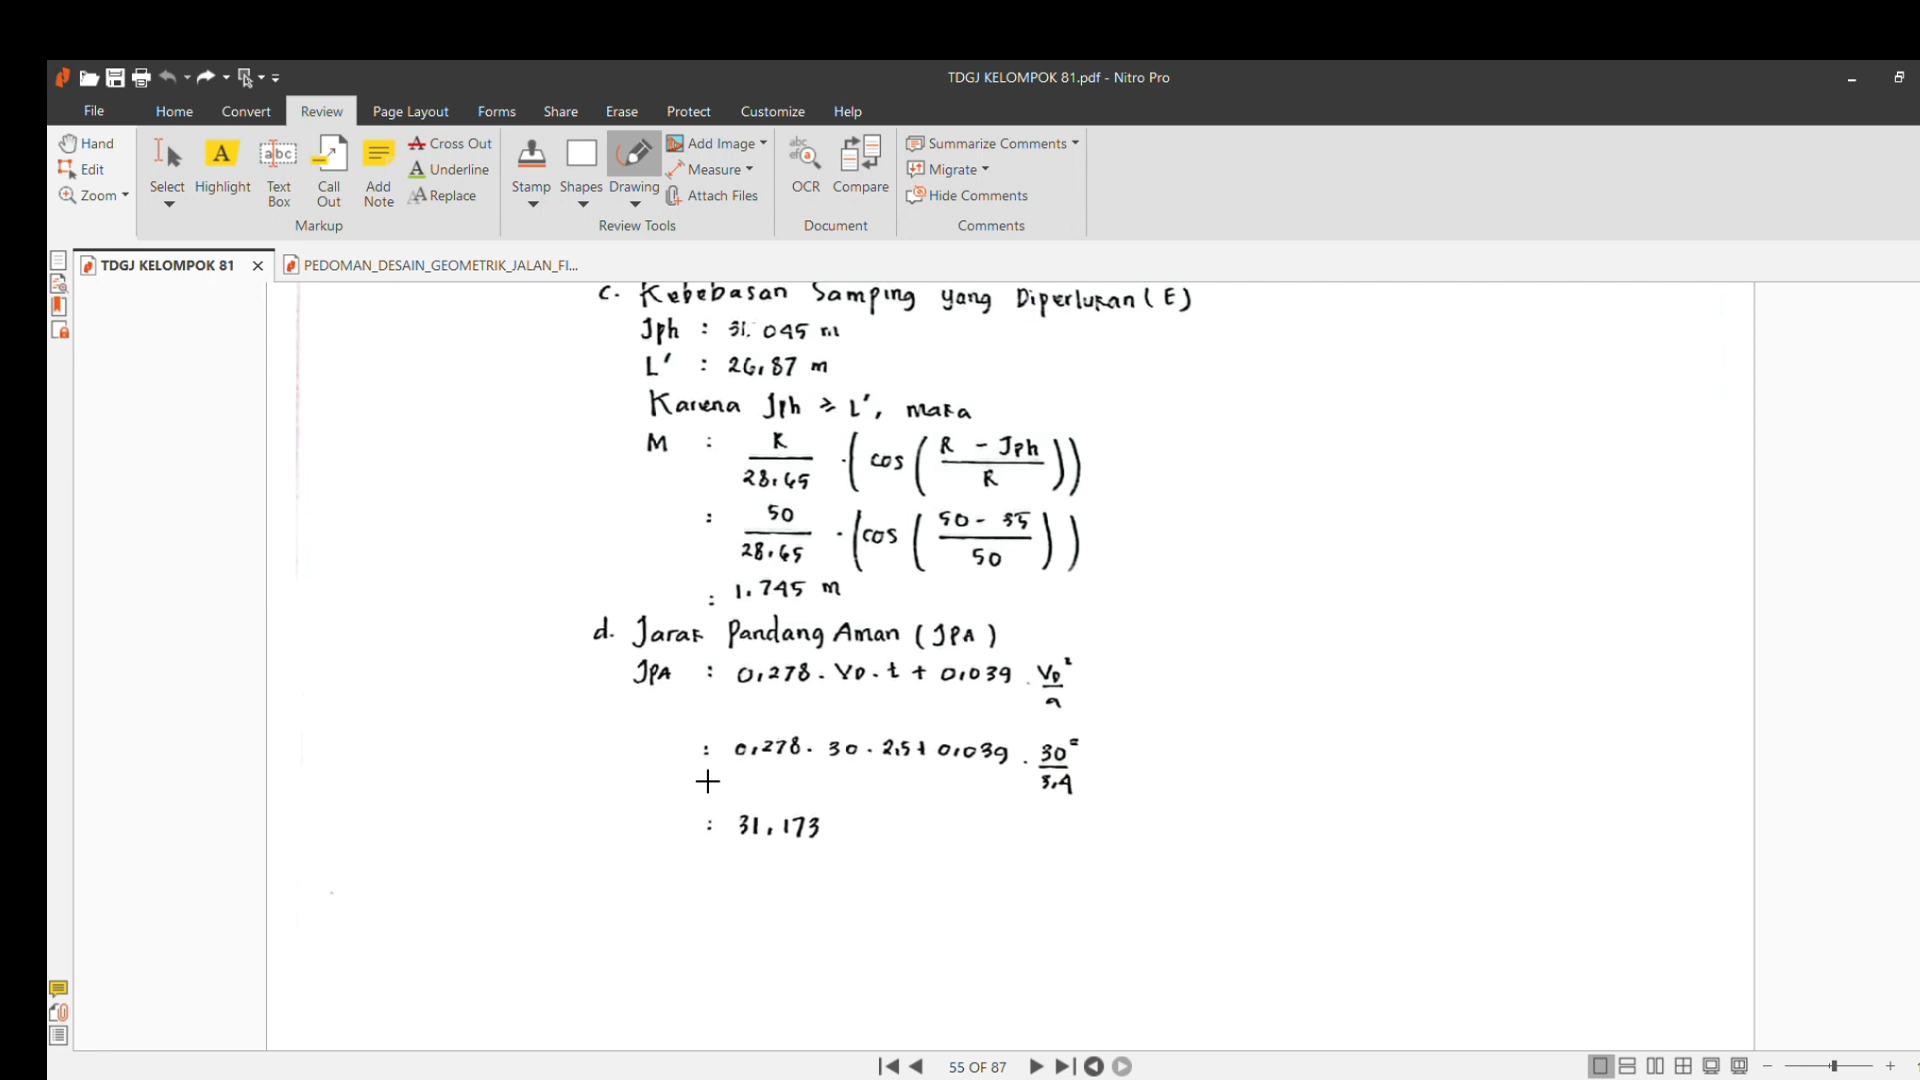 TDGJ KELOMPOK 81.pdf - Nitro Pro
File Home Convert Review Page Layout Forms Share Erase Protect Customize Help
Hand
Edit
Zoom
Select
Highlight
Text Box
Call Out
Add Note
Cross Out
Underline
Replace
Markup
Stamp
Shapes
Drawing
Add Image
Measure
Attach Files
Review Tools
OCR
Compare
Document
Summarize Comments
Migrate
Hide Comments
Comments
TDGJ KELOMPOK 81
PEDOMAN_DESAIN_GEOMETRIK_JALAN_FI...
c. Kebebasan Samping yang Diperlukan (E)
Jph : 31.045 m
L' : 26,87 m
Karena Jph > L', maka
M : R / 28,65 . (cos ( R - Jph / R ))
: 50 / 28,65 . (cos ( 50 - 35 / 50 ))
: 1.745 m
d. Jarak Pandang Aman (JPA)
JPA : 0,278 . VD . t + 0,039 . VD² / a
: 0,278 . 30 . 2,5 + 0,039 . 30² / 3,4
: 31,173
55 OF 87